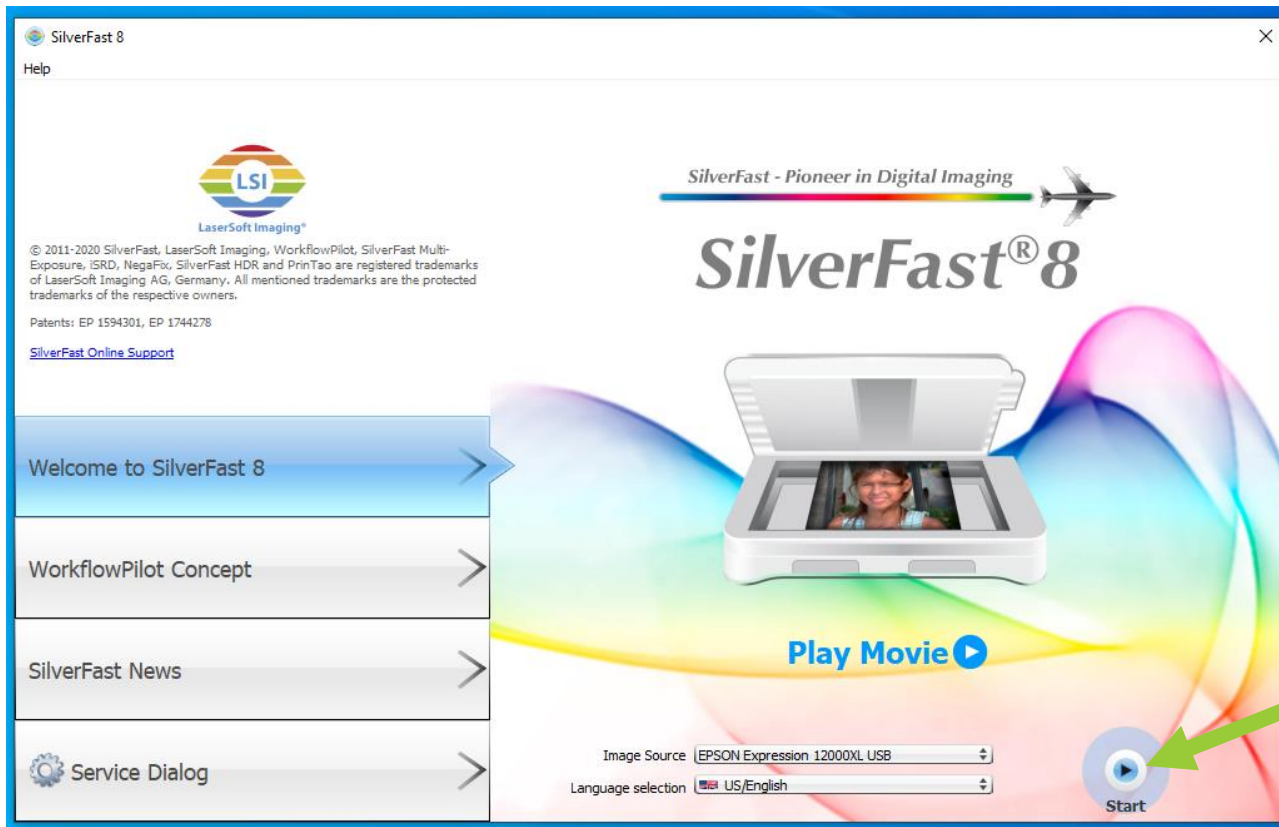 SilverFast 8
Help
LSI
LaserSoft Imaging®
© 2011-2020 SilverFast, LaserSoft Imaging, WorkflowPilot, SilverFast Multi-
Exposure, iSRD, NegaFix, SilverFast HDR and PrinTao are registered trademarks
of LaserSoft Imaging AG, Germany. All mentioned trademarks are the protected
trademarks of the respective owners.
Patents: EP 1594301, EP 1744278
SilverFast Online Support
Welcome to SilverFast 8
WorkflowPilot Concept
SilverFast News
Service Dialog
SilverFast - Pioneer in Digital Imaging
SilverFast®8
Play Movie
Image Source EPSON Expression 12000XL USB
Language selection US/English
Start